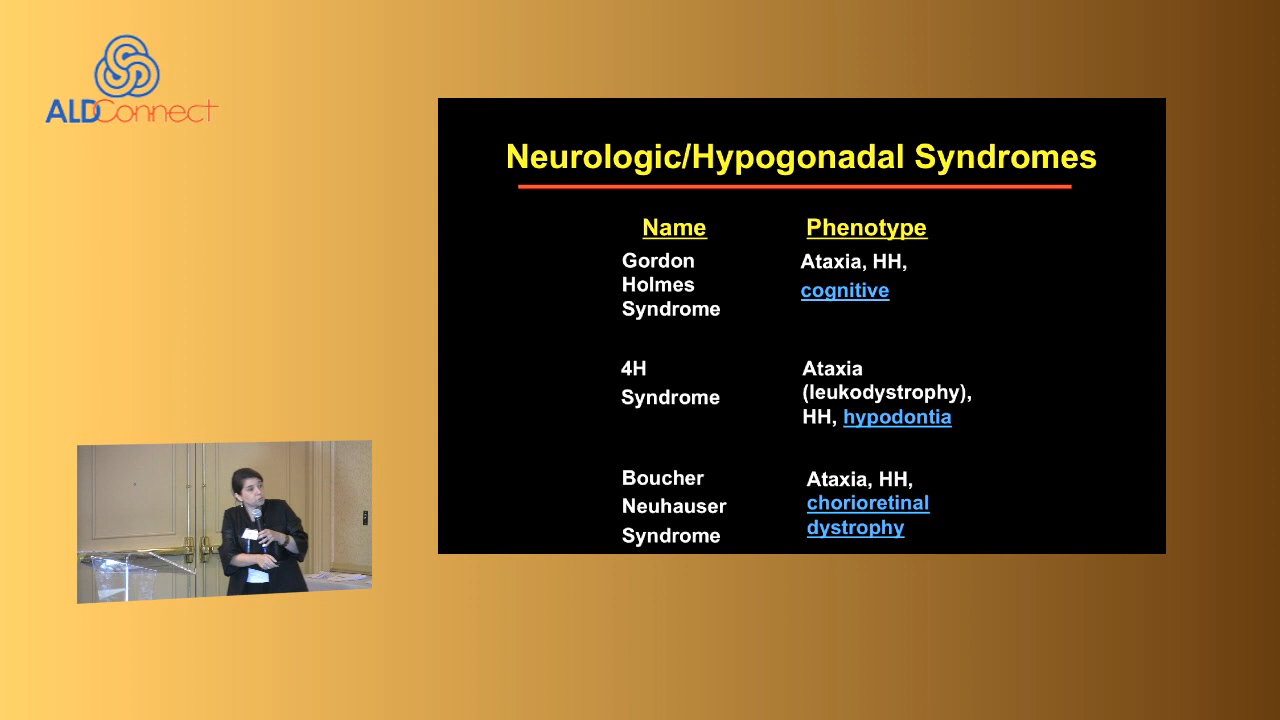 ALDConnect
Neurologic/Hypogonadal Syndromes
Name
Phenotype
Gordon
Holmes
Syndrome
Ataxia, HH,
cognitive
4H
Syndrome
Ataxia
(leukodystrophy),
HH, hypodontia
Boucher
Neuhauser
Syndrome
Ataxia, HH,
chorioretinal
dystrophy